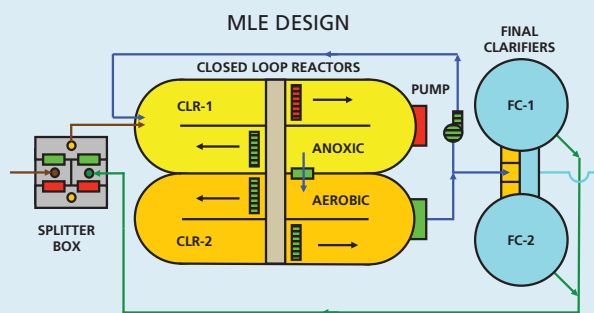 MLE DESIGN
FINAL
CLARIFIERS
CLOSED LOOP REACTORS
PUMP
CLR-1
FC-1
ANOXIC
AEROBIC
SPLITTER
BOX
CLR-2
FC-2